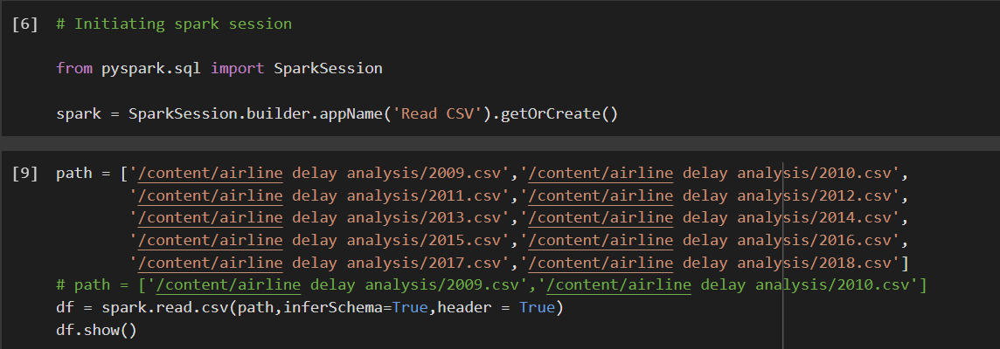 [6] # Initiating spark session
from pyspark.sql import SparkSession
spark = SparkSession.builder.appName('Read CSV').getOrCreate()
[9] path = ['/content/airline delay analysis/2009.csv','/content/airline delay analysis/2010.csv',
'/content/airline delay analysis/2011.csv','/content/airline delay analysis/2012.csv',
'/content/airline delay analysis/2013.csv','/content/airline delay analysis/2014.csv',
'/content/airline delay analysis/2015.csv','/content/airline delay analysis/2016.csv',
'/content/airline delay analysis/2017.csv','/content/airline delay analysis/2018.csv']
# path = ['/content/airline delay analysis/2009.csv','/content/airline delay analysis/2010.csv']
df = spark.read.csv(path,inferSchema=True,header = True)
df.show()